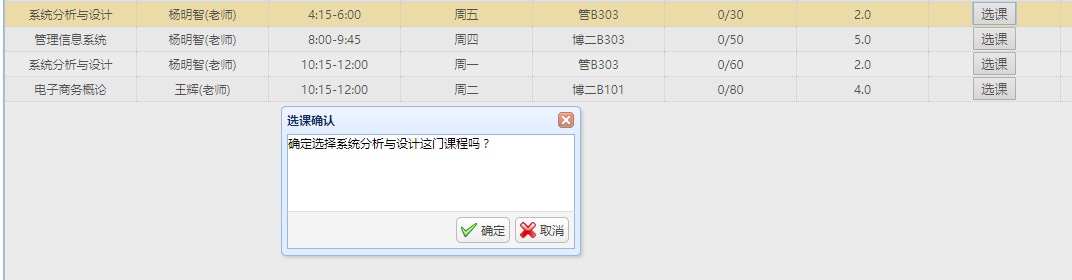 系统分析与设计 杨明智(老师) 4:15-6:00 周五 管B303 0/30 2.0 选课
管理信息系统 杨明智(老师) 8:00-9:45 周四 博二B303 0/50 5.0 选课
系统分析与设计 杨明智(老师) 10:15-12:00 周一 管B303 0/60 2.0 选课
电子商务概论 王辉(老师) 10:15-12:00 周二 博二B101 0/80 4.0 选课
选课确认
确定选择系统分析与设计这门课程吗？
确定 取消